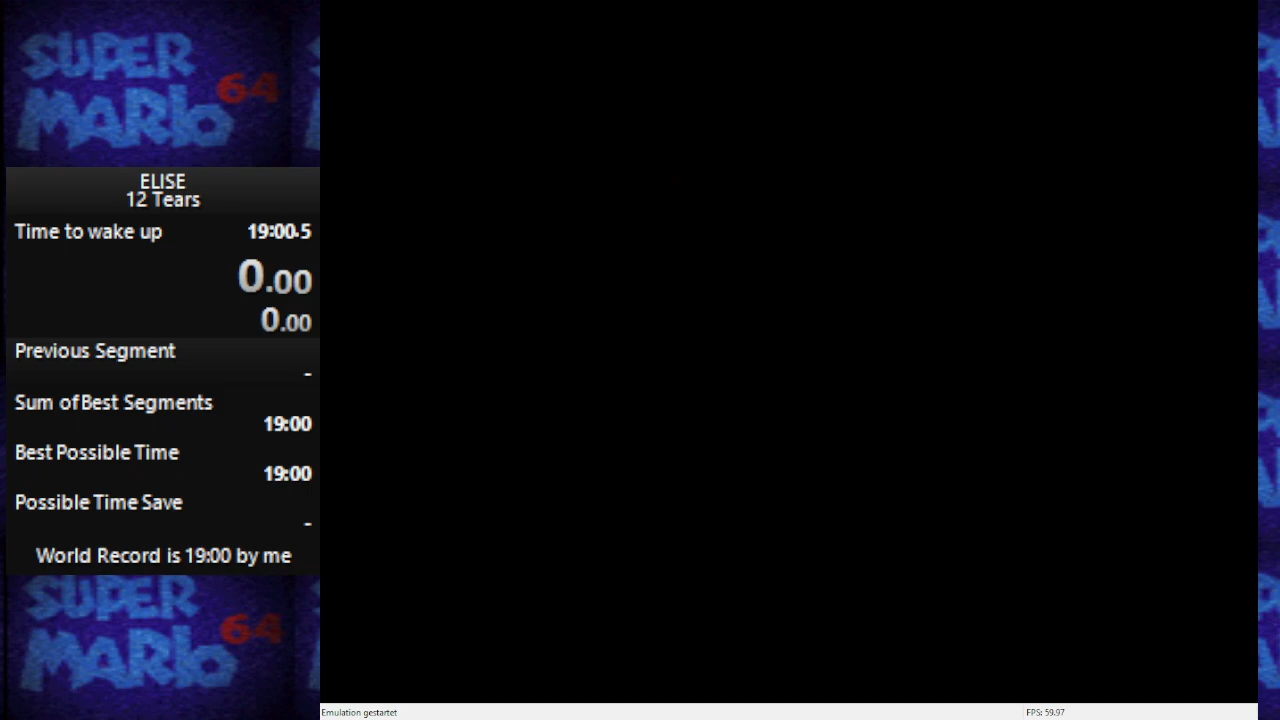 SUPER
MARIO 64
ELISE
12 Tears
Time to wake up 19:00.5
0.00
0.00
Previous Segment
-
Sum of Best Segments
19:00
Best Possible Time
19:00
Possible Time Save
-
World Record is 19:00 by me
SUPER
MARIO 64
Emulation gestartet FPS: 59.97